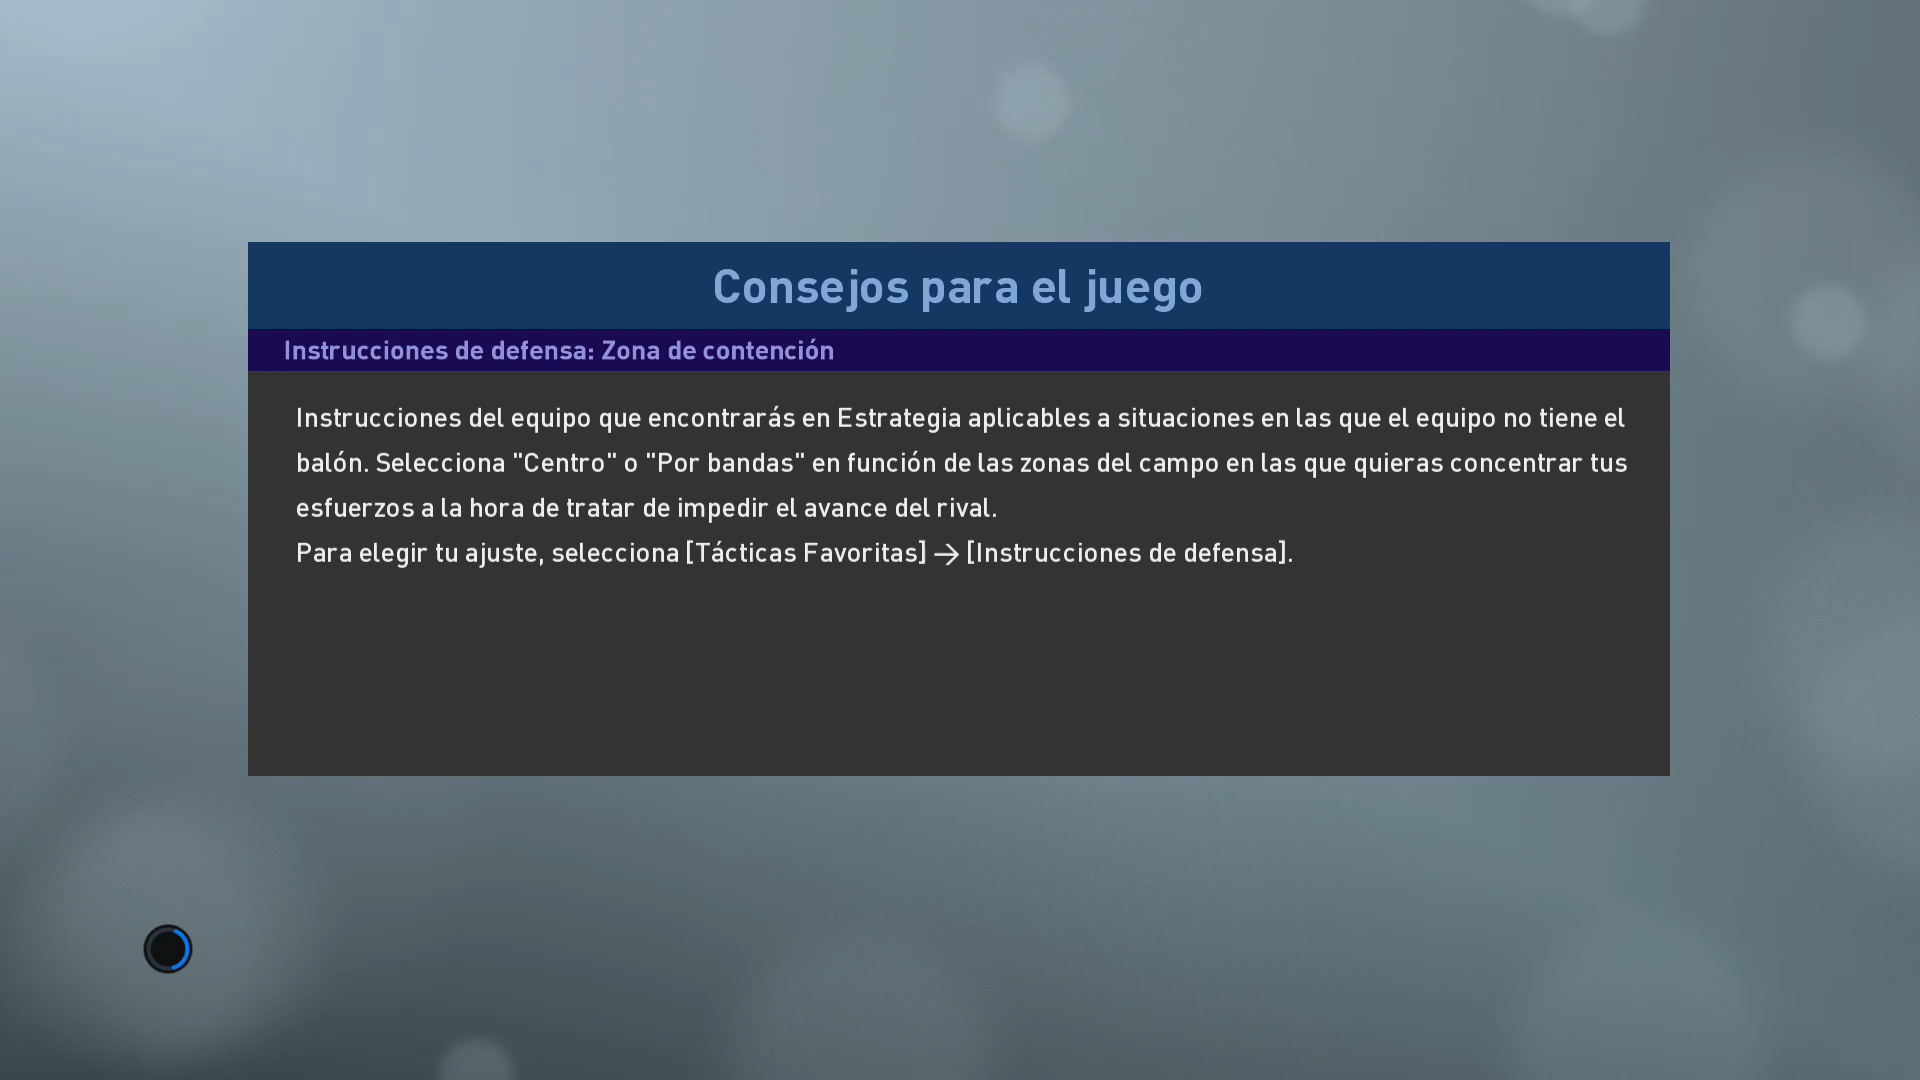 Consejos para el juego
Instrucciones de defensa: Zona de contención
Instrucciones del equipo que encontrarás en Estrategia aplicables a situaciones en las que el equipo no tiene el
balón. Selecciona "Centro" o "Por bandas" en función de las zonas del campo en las que quieras concentrar tus
esfuerzos a la hora de tratar de impedir el avance del rival.
Para elegir tu ajuste, selecciona [Tácticas Favoritas] → [Instrucciones de defensa].